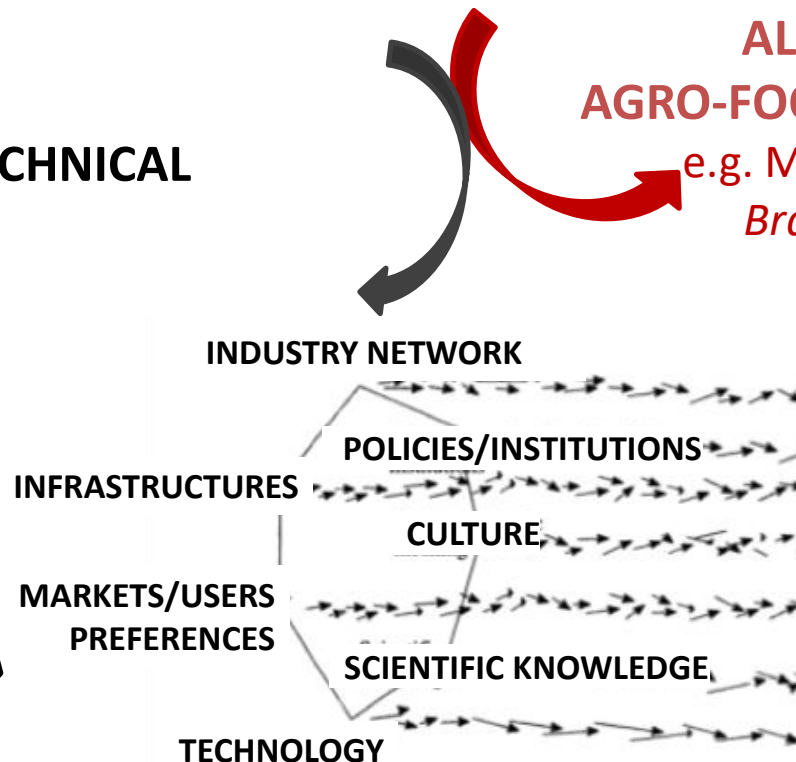 AL
AGRO-FOO
CHNICAL
e.g. M
Bra
INDUSTRY NETWORK
POLICIES/INSTITUTIONS
INFRASTRUCTURES
CULTURE
MARKETS/USERS
PREFERENCES
SCIENTIFIC KNOWLEDGE
TECHNOLOGY